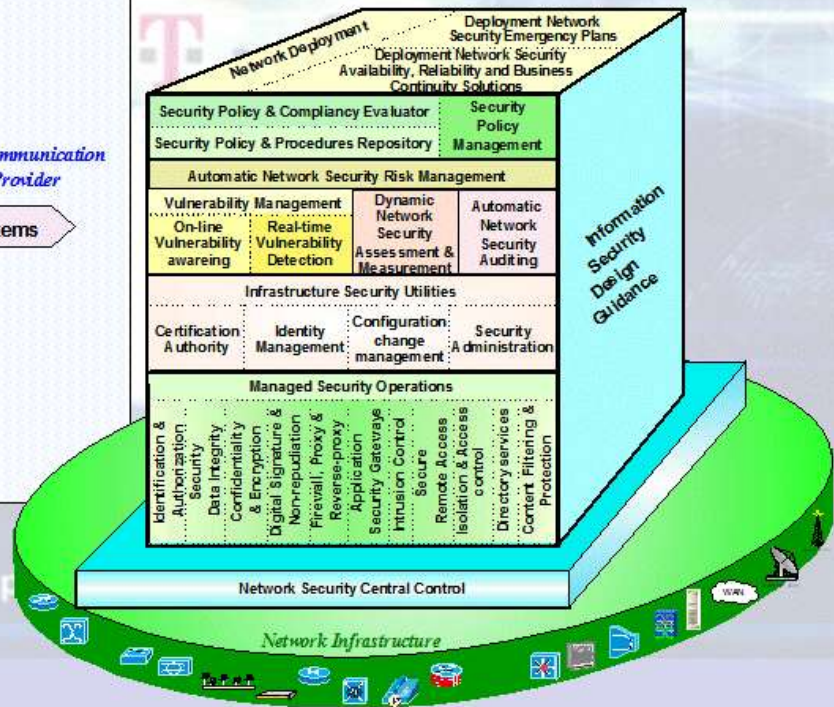 T
Network Deployment
Deployment Network
Security Emergency Plans
Deployment Network Security
Availability, Reliability and Business
Continuity Solutions
Security Policy & Compliancy Evaluator
Security
Policy
Management
Security Policy & Procedures Repository
mmunication
Provider
tems
Automatic Network Security Risk Management
Vulnerability Management
On-line
Vulnerability
awareing
Real-time
Vulnerability
Detection
Dynamic
Network
Security
Assessment &
Measurement
Automatic
Network
Security
Auditing
Information
Security
Design
Guidance
Infrastructure Security Utilities
Certification
Authority
Identity
Management
Configuration
change
management
Security
Administration
Managed Security Operations
Identification &
Authorization
Security
Data Integrity
Confidentiality
& Encryption
Digital Signature &
Non-repudiation
Firewall, Proxy &
Reverse-proxy
Application
Security Gateways
Intrusion Control
Secure
Remote Access
Isolation & Access
control
Directory services
Content Filtering &
Protection
Network Security Central Control
WAN
Network Infrastructure